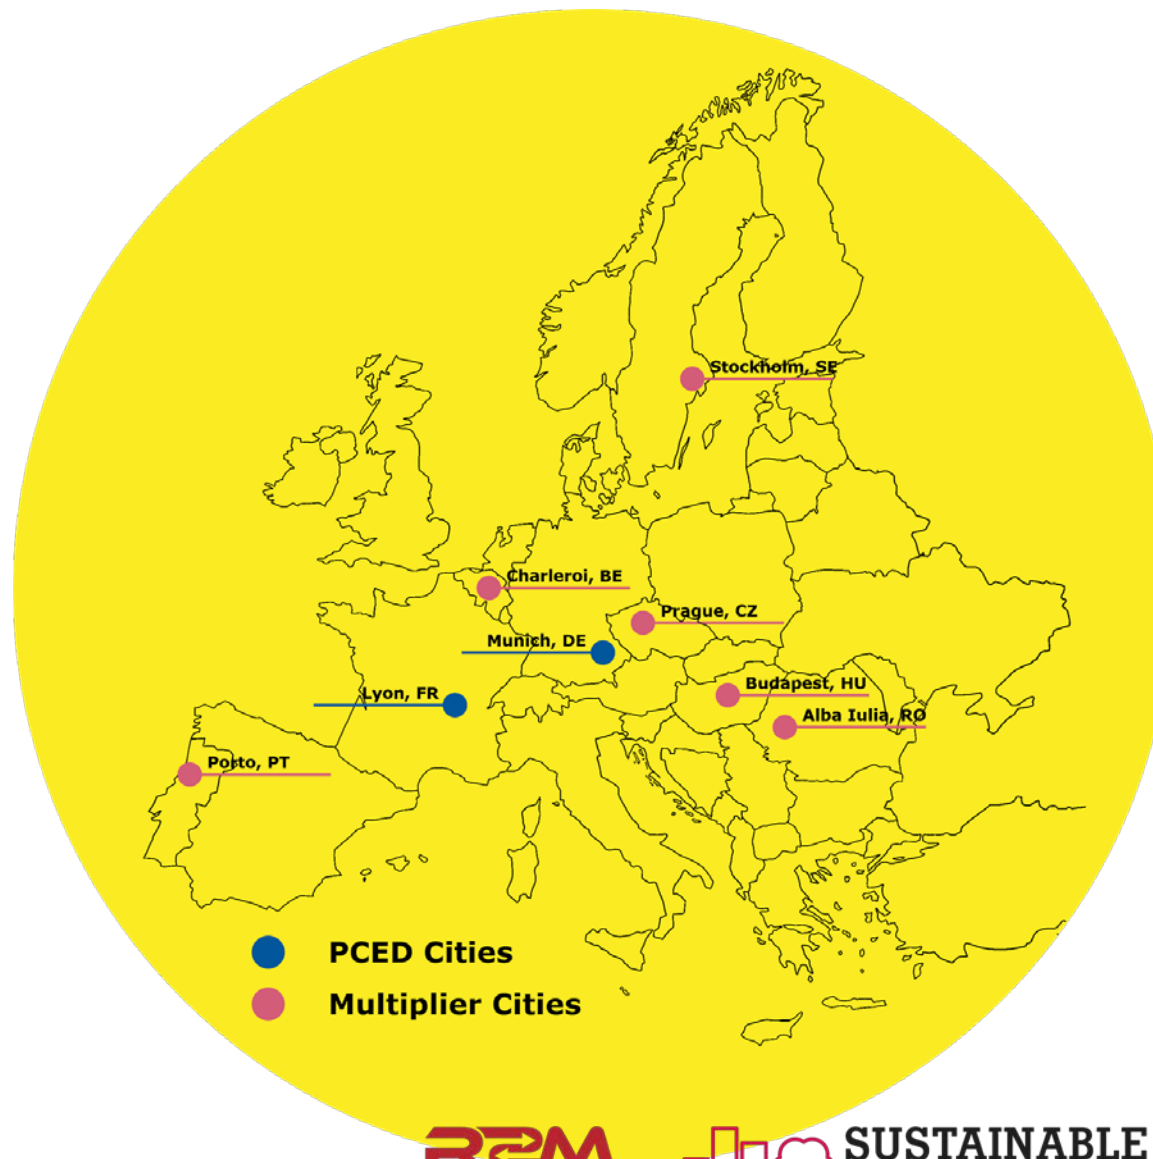 Stockholm, SE
Charleroi, BE
Prague, CZ
Munich, DE
Budapest, HU
Lyon, FR
Alba Iulia, RO
Porto, PT
PCED Cities
Multiplier Cities
SUSTAINABLE